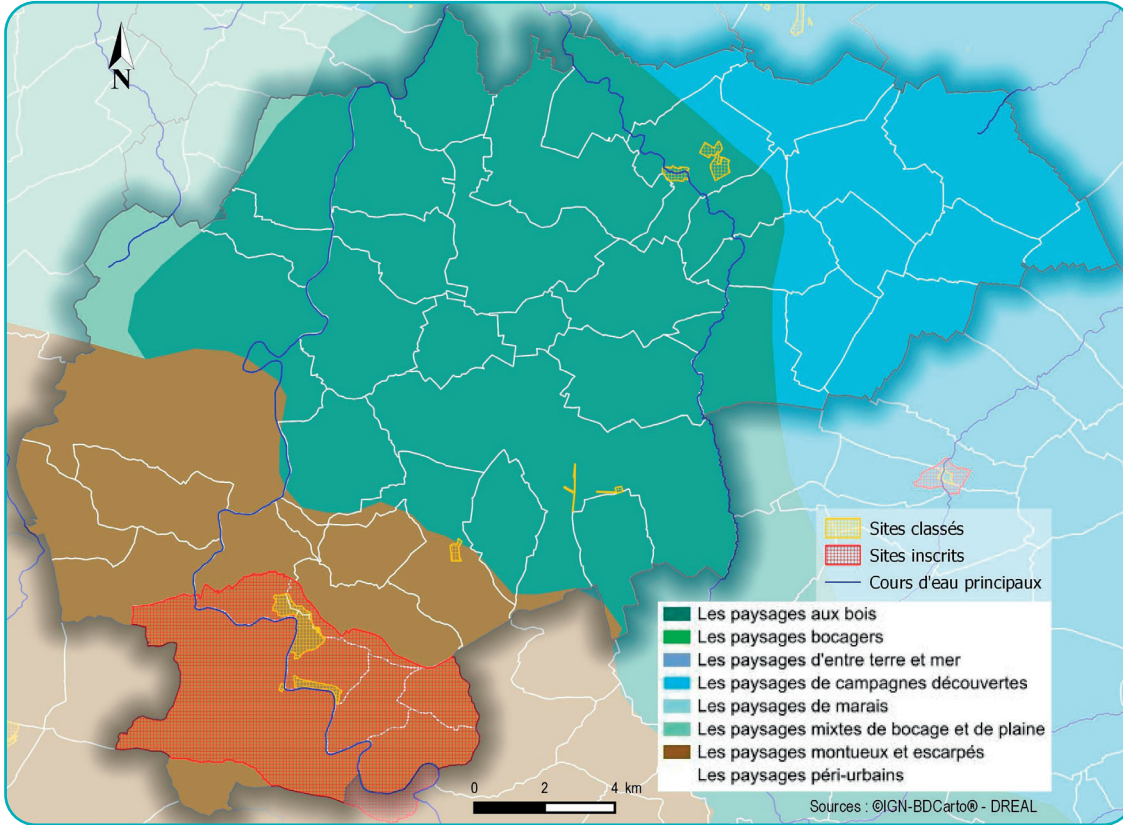 N
Sites classés
Sites inscrits
Cours d'eau principaux
Les paysages aux bois
Les paysages bocagers
Les paysages d'entre terre et mer
Les paysages de campagnes découvertes
Les paysages de marais
Les paysages mixtes de bocage et de plaine
Les paysages montueux et escarpés
Les paysages péri-urbains
0 2 4 km
Sources : ©IGN-BDCarto® - DREAL